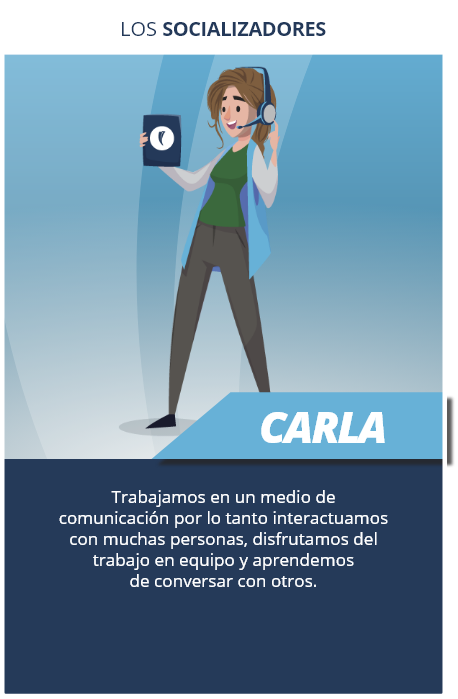 LOS SOCIALIZADORES
CARLA
Trabajamos en un medio de
comunicación por lo tanto interactuamos
con muchas personas, disfrutamos del
trabajo en equipo y aprendemos
de conversar con otros.